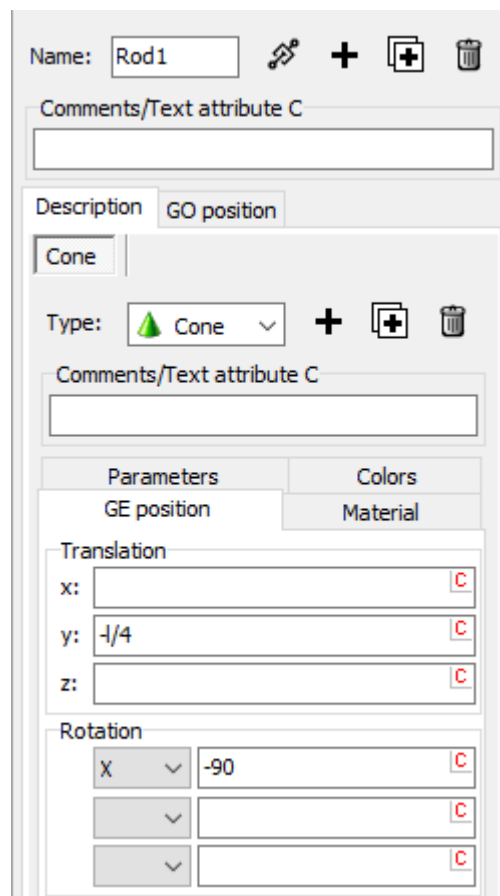 Name: Rod1
Comments/Text attribute C
Description GO position
Cone
Type: Cone
Comments/Text attribute C
Parameters Colors
GE position Material
Translation
x: C
y: -l/4 C
z: C
Rotation
X -90 C
C
C